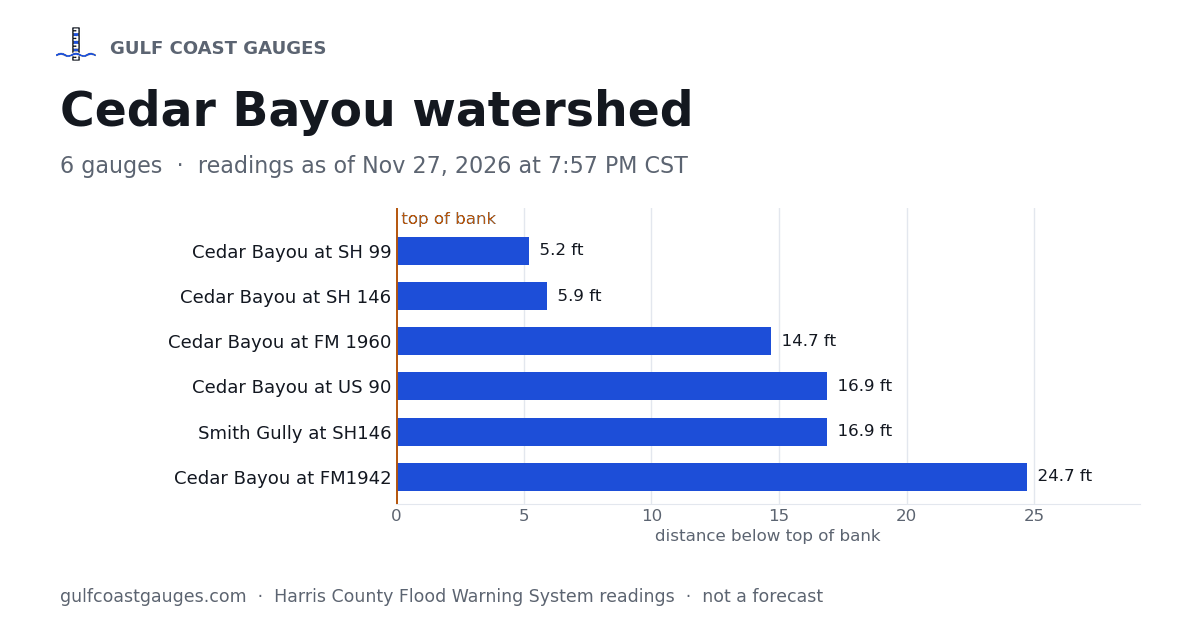 GULF COAST GAUGES
Cedar Bayou watershed
6 gauges · readings as of Nov 27, 2026 at 7:57 PM CST
top of bank
Cedar Bayou at SH 99 5.2 ft
Cedar Bayou at SH 146 5.9 ft
Cedar Bayou at FM 1960 14.7 ft
Cedar Bayou at US 90 16.9 ft
Smith Gully at SH146 16.9 ft
Cedar Bayou at FM1942 24.7 ft
0 5 10 15 20 25
distance below top of bank
gulfcoastgauges.com · Harris County Flood Warning System readings · not a forecast